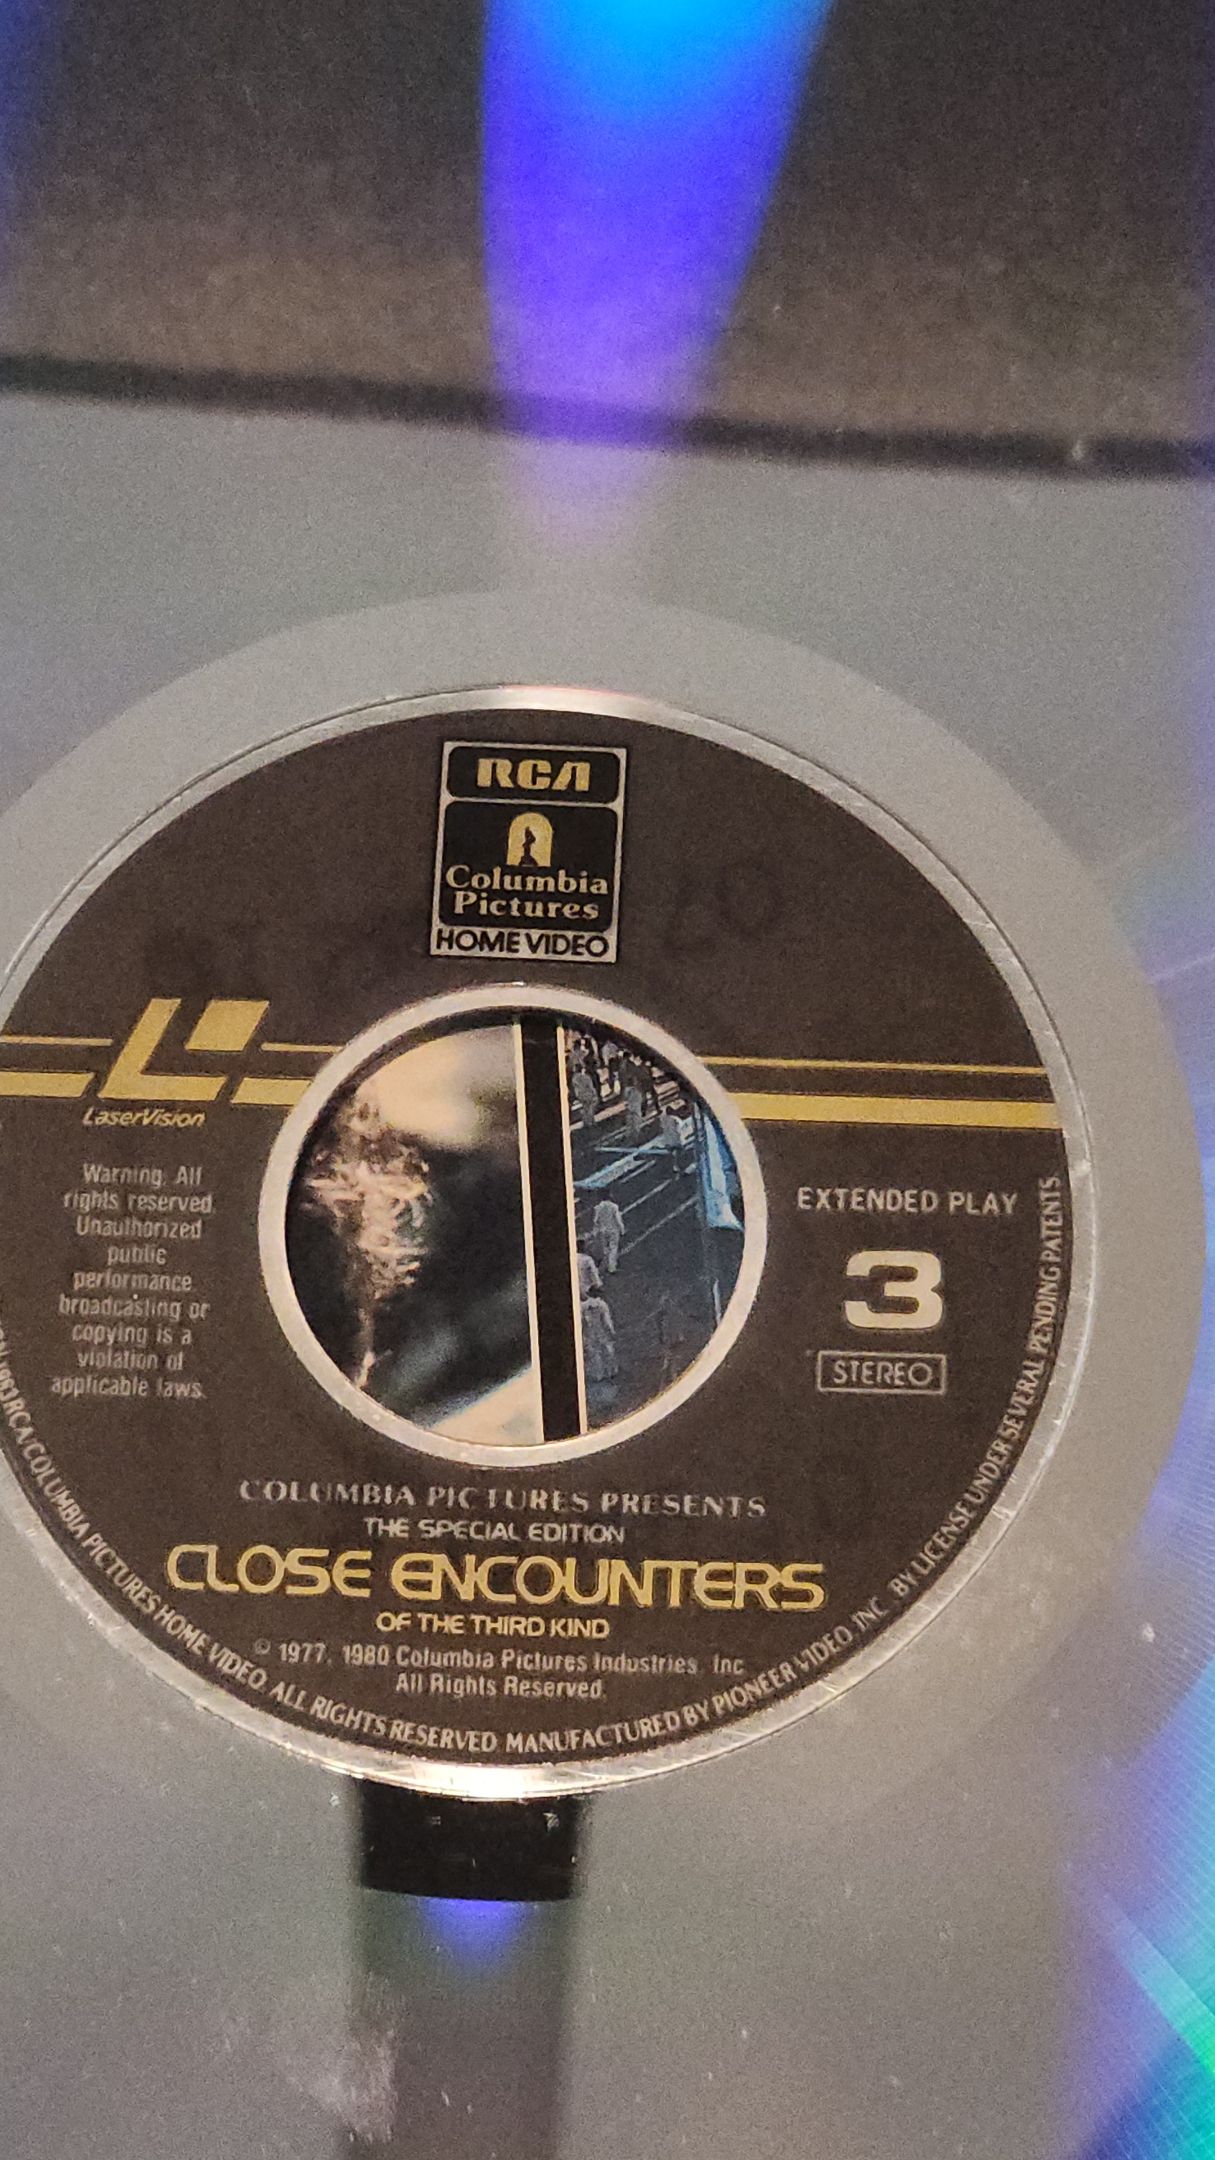 RCA
Columbia
Pictures
HOME VIDEO
LaserVision
Warning. All
rights reserved.
Unauthorized
public
performance
broadcasting or
copying is a
violation of
applicable laws.
EXTENDED PLAY
3
STEREO
COLUMBIA PICTURES PRESENTS
THE SPECIAL EDITION
CLOSE ENCOUNTERS
OF THE THIRD KIND
© 1977, 1980 Columbia Pictures Industries, Inc.
All Rights Reserved.
RCA/COLUMBIA PICTURES HOME VIDEO. ALL RIGHTS RESERVED. MANUFACTURED BY PIONEER VIDEO, INC. BY LICENSE UNDER SEVERAL PENDING PATENTS